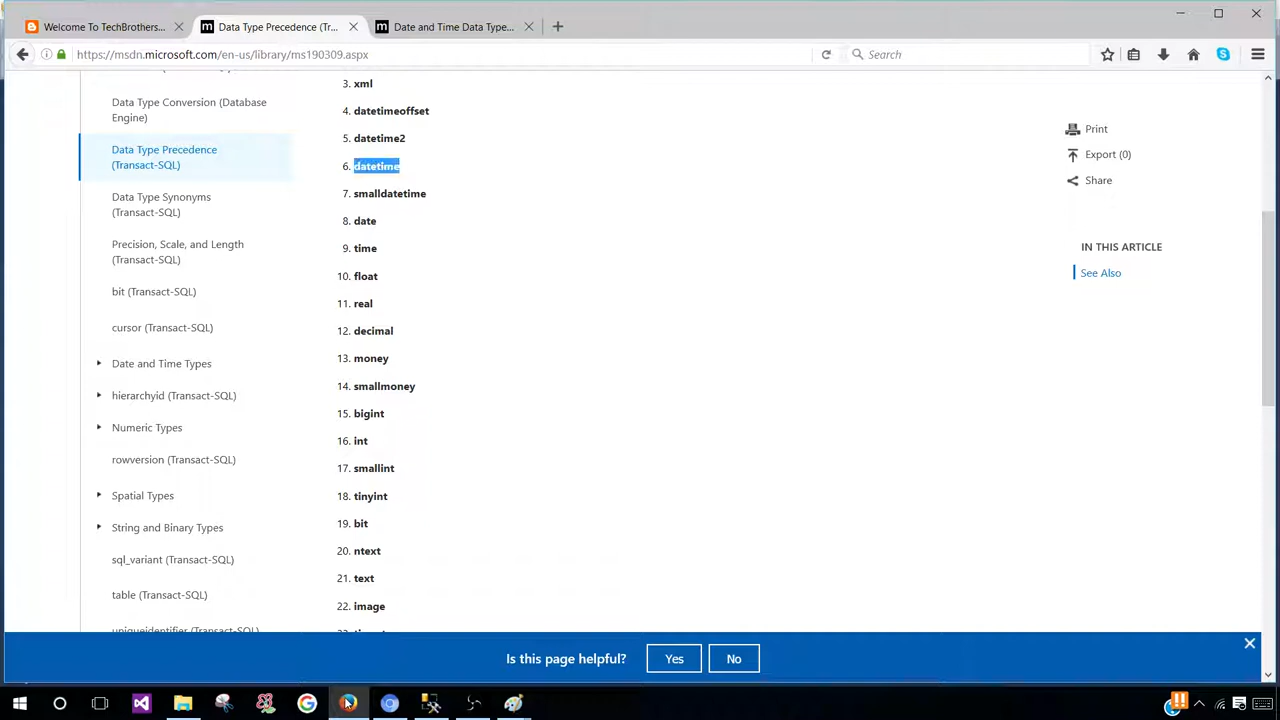 Welcome To TechBrothers...
Data Type Precedence (Tr...
Date and Time Data Type...
https://msdn.microsoft.com/en-us/library/ms190309.aspx
Search
Data Type Conversion (Database
Engine)
Data Type Precedence
(Transact-SQL)
Data Type Synonyms
(Transact-SQL)
Precision, Scale, and Length
(Transact-SQL)
bit (Transact-SQL)
cursor (Transact-SQL)
Date and Time Types
hierarchyid (Transact-SQL)
Numeric Types
rowversion (Transact-SQL)
Spatial Types
String and Binary Types
sql_variant (Transact-SQL)
table (Transact-SQL)
uniqueidentifier (Transact-SQL)
3. xml
4. datetimeoffset
5. datetime2
6. datetime
7. smalldatetime
8. date
9. time
10. float
11. real
12. decimal
13. money
14. smallmoney
15. bigint
16. int
17. smallint
18. tinyint
19. bit
20. ntext
21. text
22. image
Print
Export (0)
Share
IN THIS ARTICLE
See Also
Is this page helpful?
Yes
No